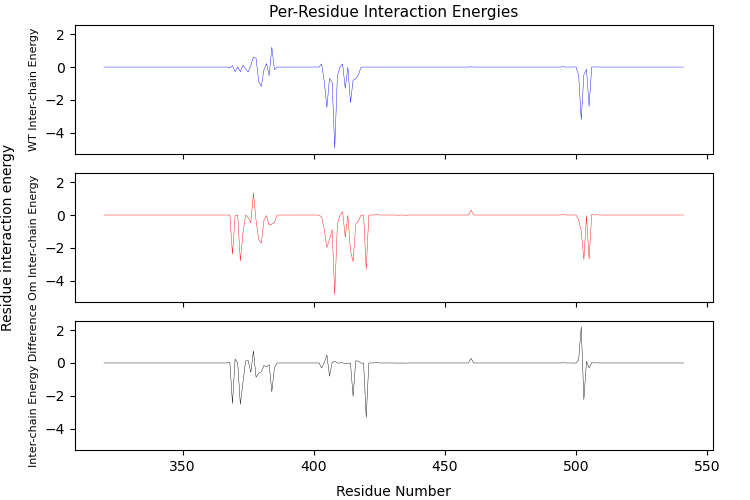 Per-Residue Interaction Energies
Residue interaction energy
WT Inter-chain Energy
2
0
−2
−4
Om Inter-chain Energy
2
0
−2
−4
Inter-chain Energy Difference
2
0
−2
−4
350
400
450
500
550
Residue Number